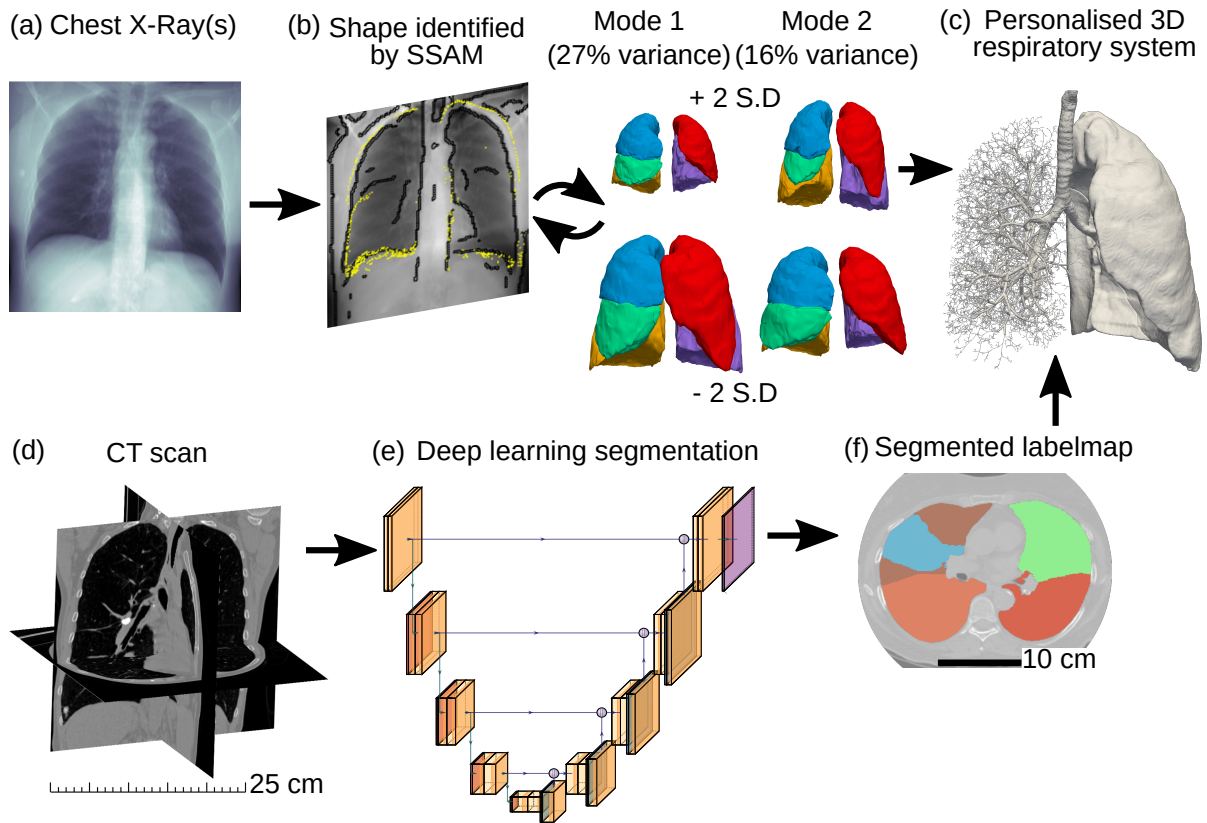 (a) Chest X-Ray(s)
(b) Shape identified
by SSAM
Mode 1
(27% variance)
Mode 2
(16% variance)
+ 2 S.D
- 2 S.D
(c) Personalised 3D
respiratory system
(d) CT scan
25 cm
(e) Deep learning segmentation
(f) Segmented labelmap
10 cm